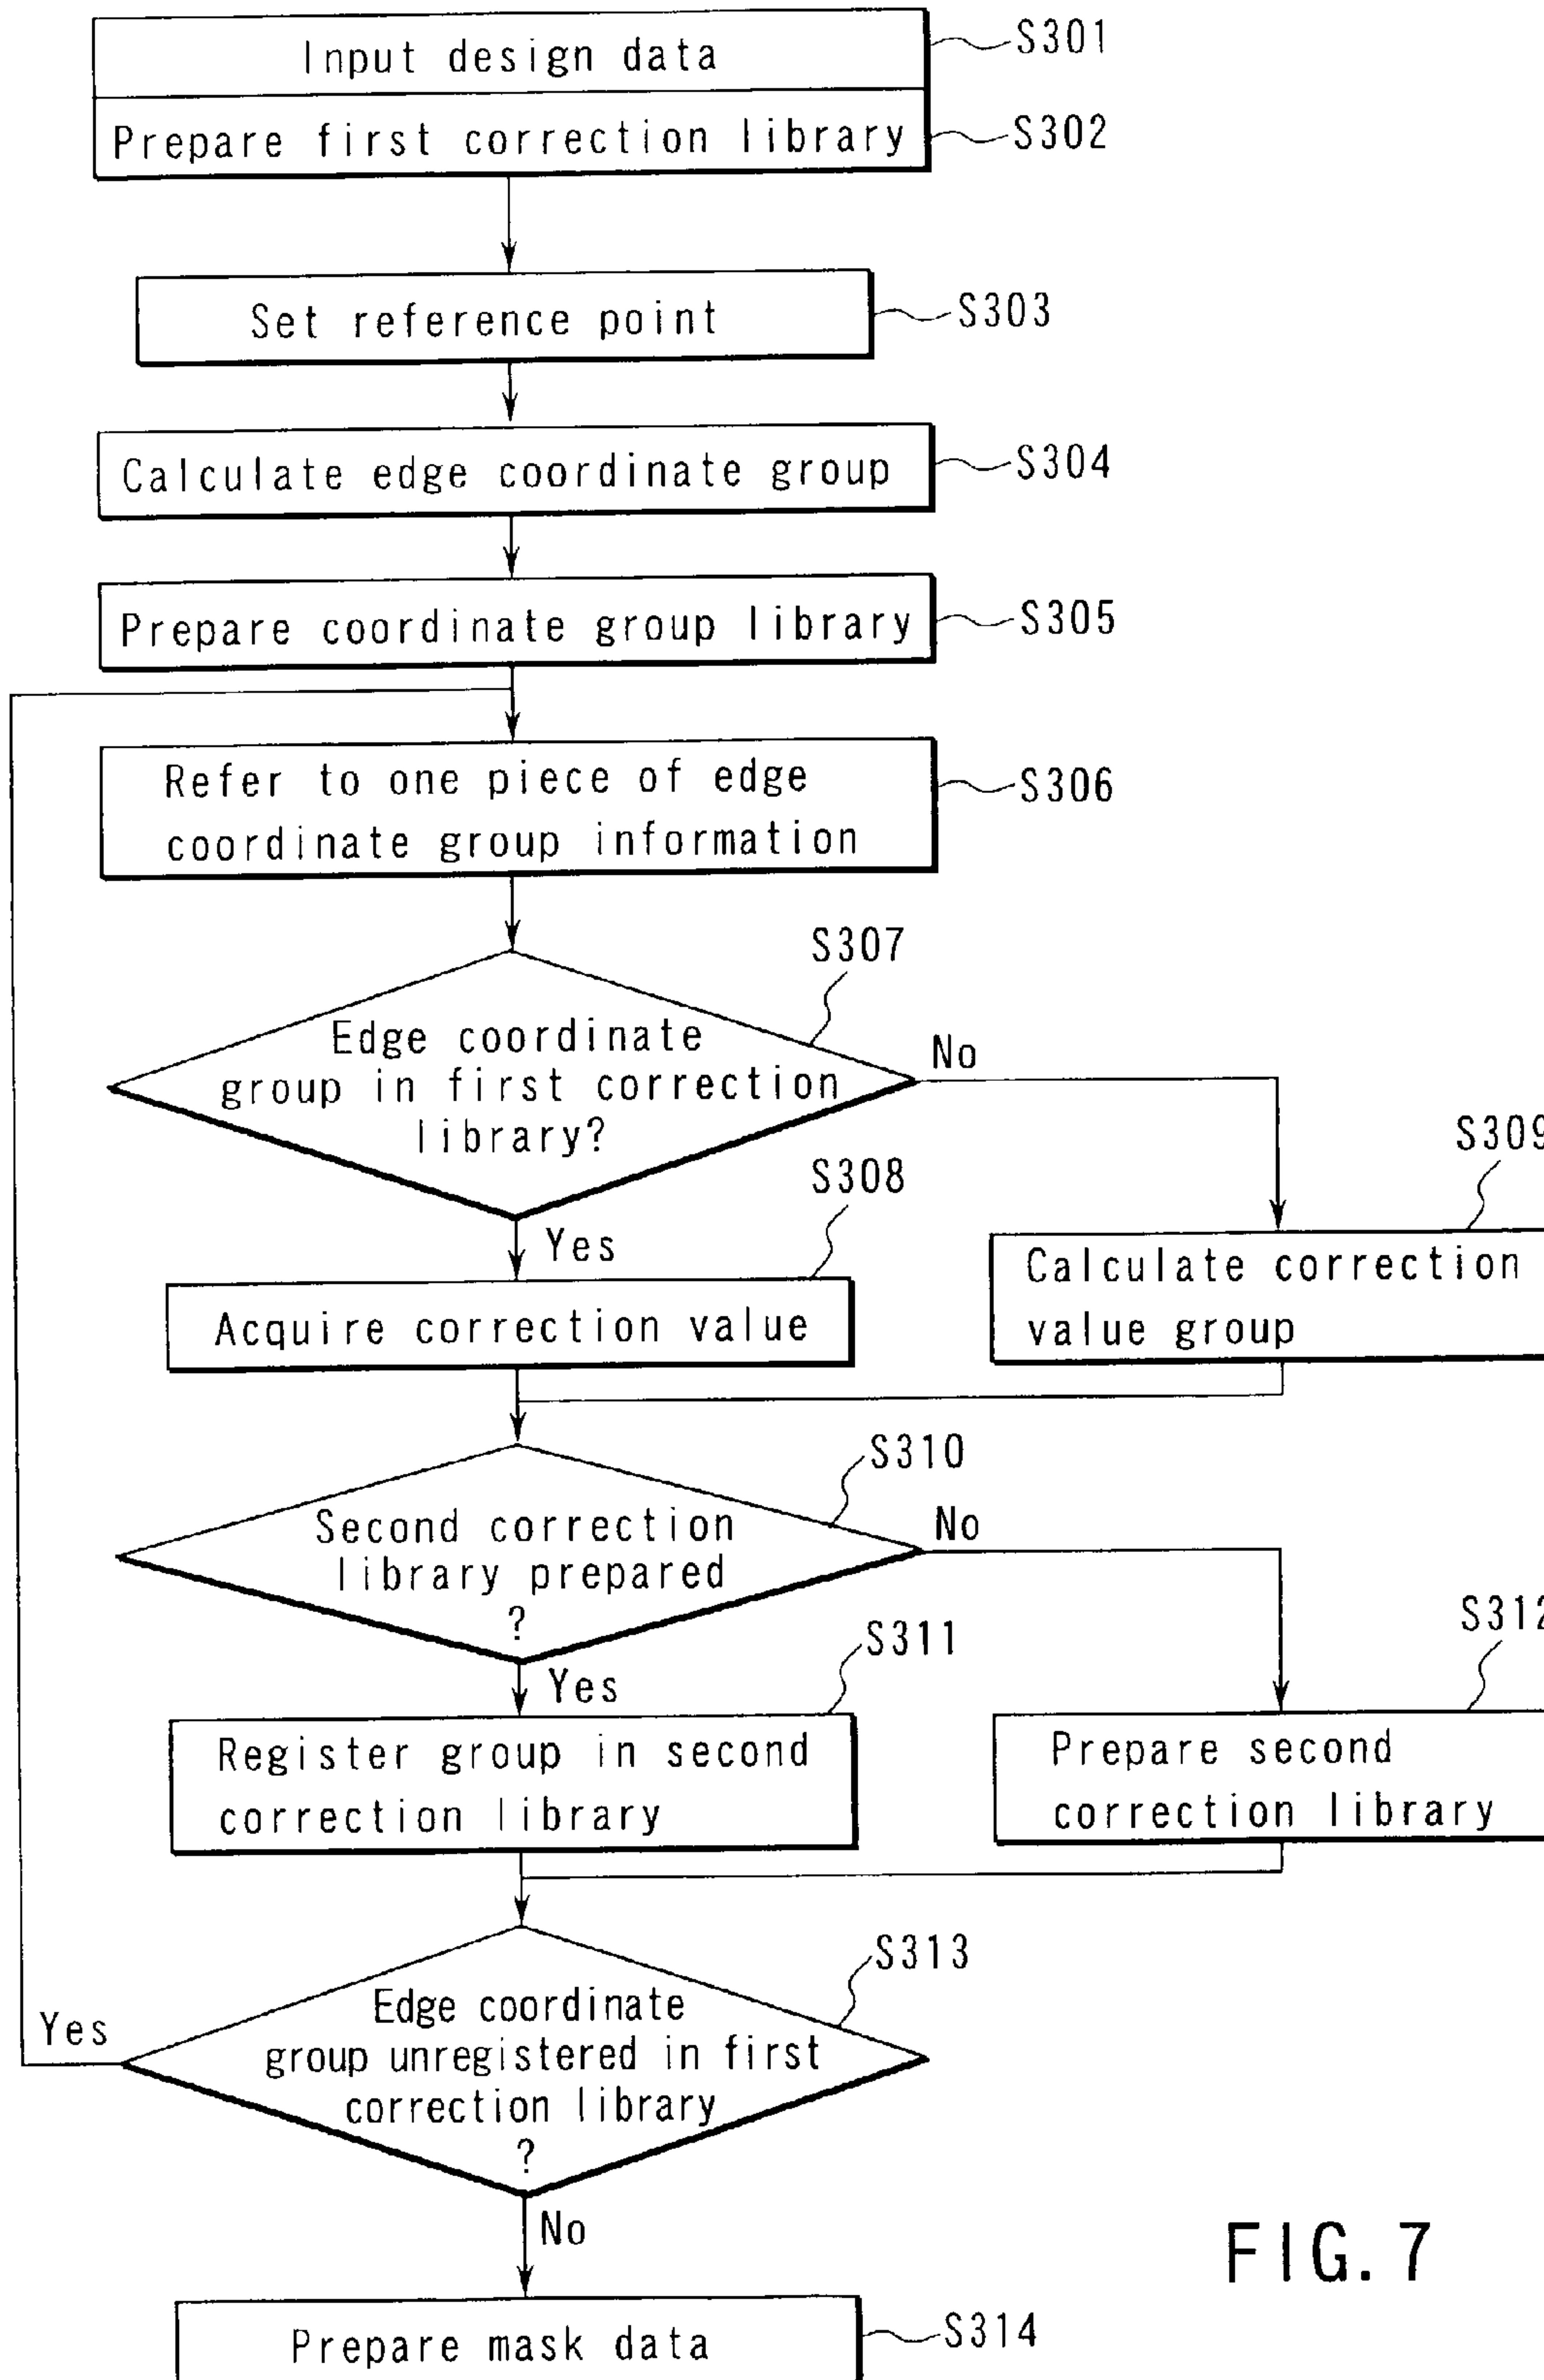 Input design data
S301
Prepare first correction library
S302
Set reference point
S303
Calculate edge coordinate group
S304
Prepare coordinate group library
S305
Refer to one piece of edge
coordinate group information
S306
S307
Edge coordinate
group in first correction
library?
No
Yes
S308
Acquire correction value
S309
Calculate correction
value group
S310
Second correction
library prepared
?
No
Yes
S311
Register group in second
correction library
S312
Prepare second
correction library
S313
Edge coordinate
group unregistered in first
correction library
?
Yes
No
Prepare mask data
S314
FIG. 7